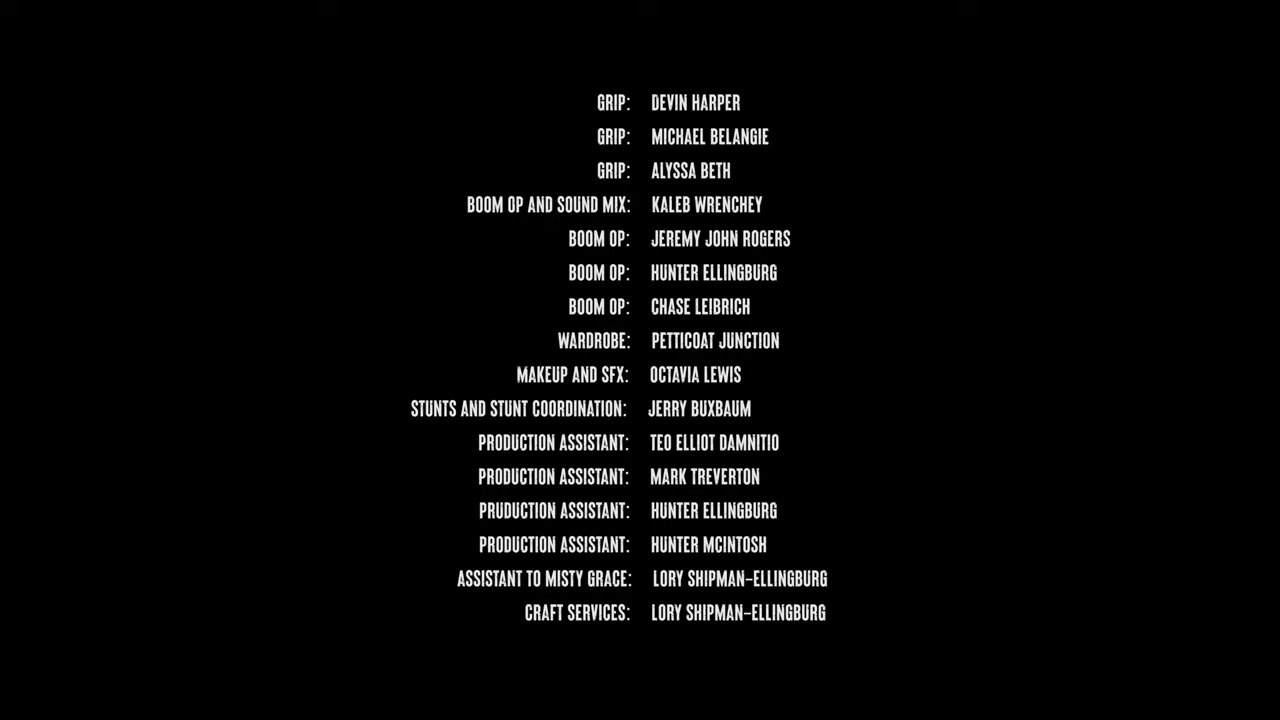 GRIP: DEVIN HARPER
GRIP: MICHAEL BELANGIE
GRIP: ALYSSA BETH
BOOM OP AND SOUND MIX: KALEB WRENCHEY
BOOM OP: JEREMY JOHN ROGERS
BOOM OP: HUNTER ELLINGBURG
BOOM OP: CHASE LEIBRICH
WARDROBE: PETTICOAT JUNCTION
MAKEUP AND SFX: OCTAVIA LEWIS
STUNTS AND STUNT COORDINATION: JERRY BUXBAUM
PRODUCTION ASSISTANT: TEO ELLIOT DAMNITIO
PRODUCTION ASSISTANT: MARK TREVERTON
PRUDUCTION ASSISTANT: HUNTER ELLINGBURG
PRODUCTION ASSISTANT: HUNTER MCINTOSH
ASSISTANT TO MISTY GRACE: LORY SHIPMAN-ELLINGBURG
CRAFT SERVICES: LORY SHIPMAN-ELLINGBURG